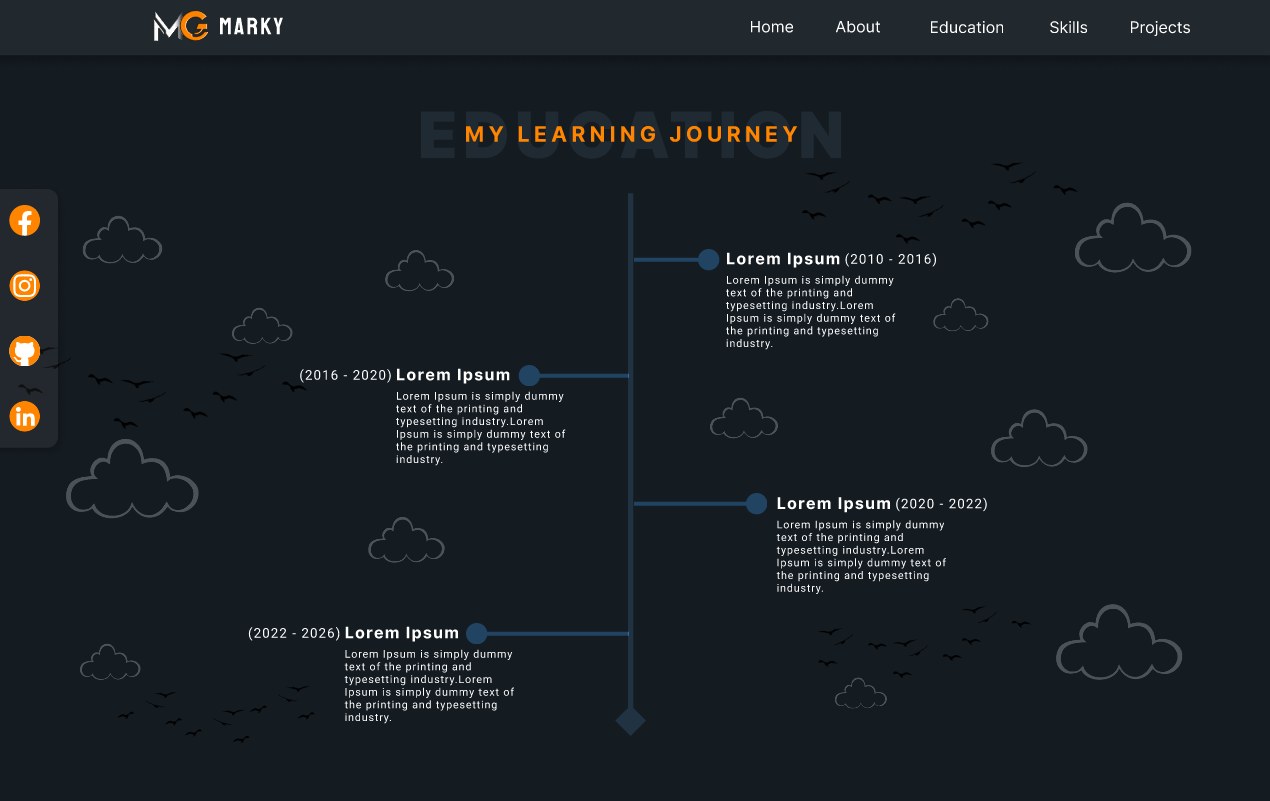 MG MARKY
Home About Education Skills Projects
EDUCATION
MY LEARNING JOURNEY
Lorem Ipsum (2010 - 2016)
Lorem Ipsum is simply dummy
text of the printing and
typesetting industry.Lorem
Ipsum is simply dummy text of
the printing and typesetting
industry.
(2016 - 2020) Lorem Ipsum
Lorem Ipsum is simply dummy
text of the printing and
typesetting industry.Lorem
Ipsum is simply dummy text of
the printing and typesetting
industry.
Lorem Ipsum (2020 - 2022)
Lorem Ipsum is simply dummy
text of the printing and
typesetting industry.Lorem
Ipsum is simply dummy text of
the printing and typesetting
industry.
(2022 - 2026) Lorem Ipsum
Lorem Ipsum is simply dummy
text of the printing and
typesetting industry.Lorem
Ipsum is simply dummy text of
the printing and typesetting
industry.